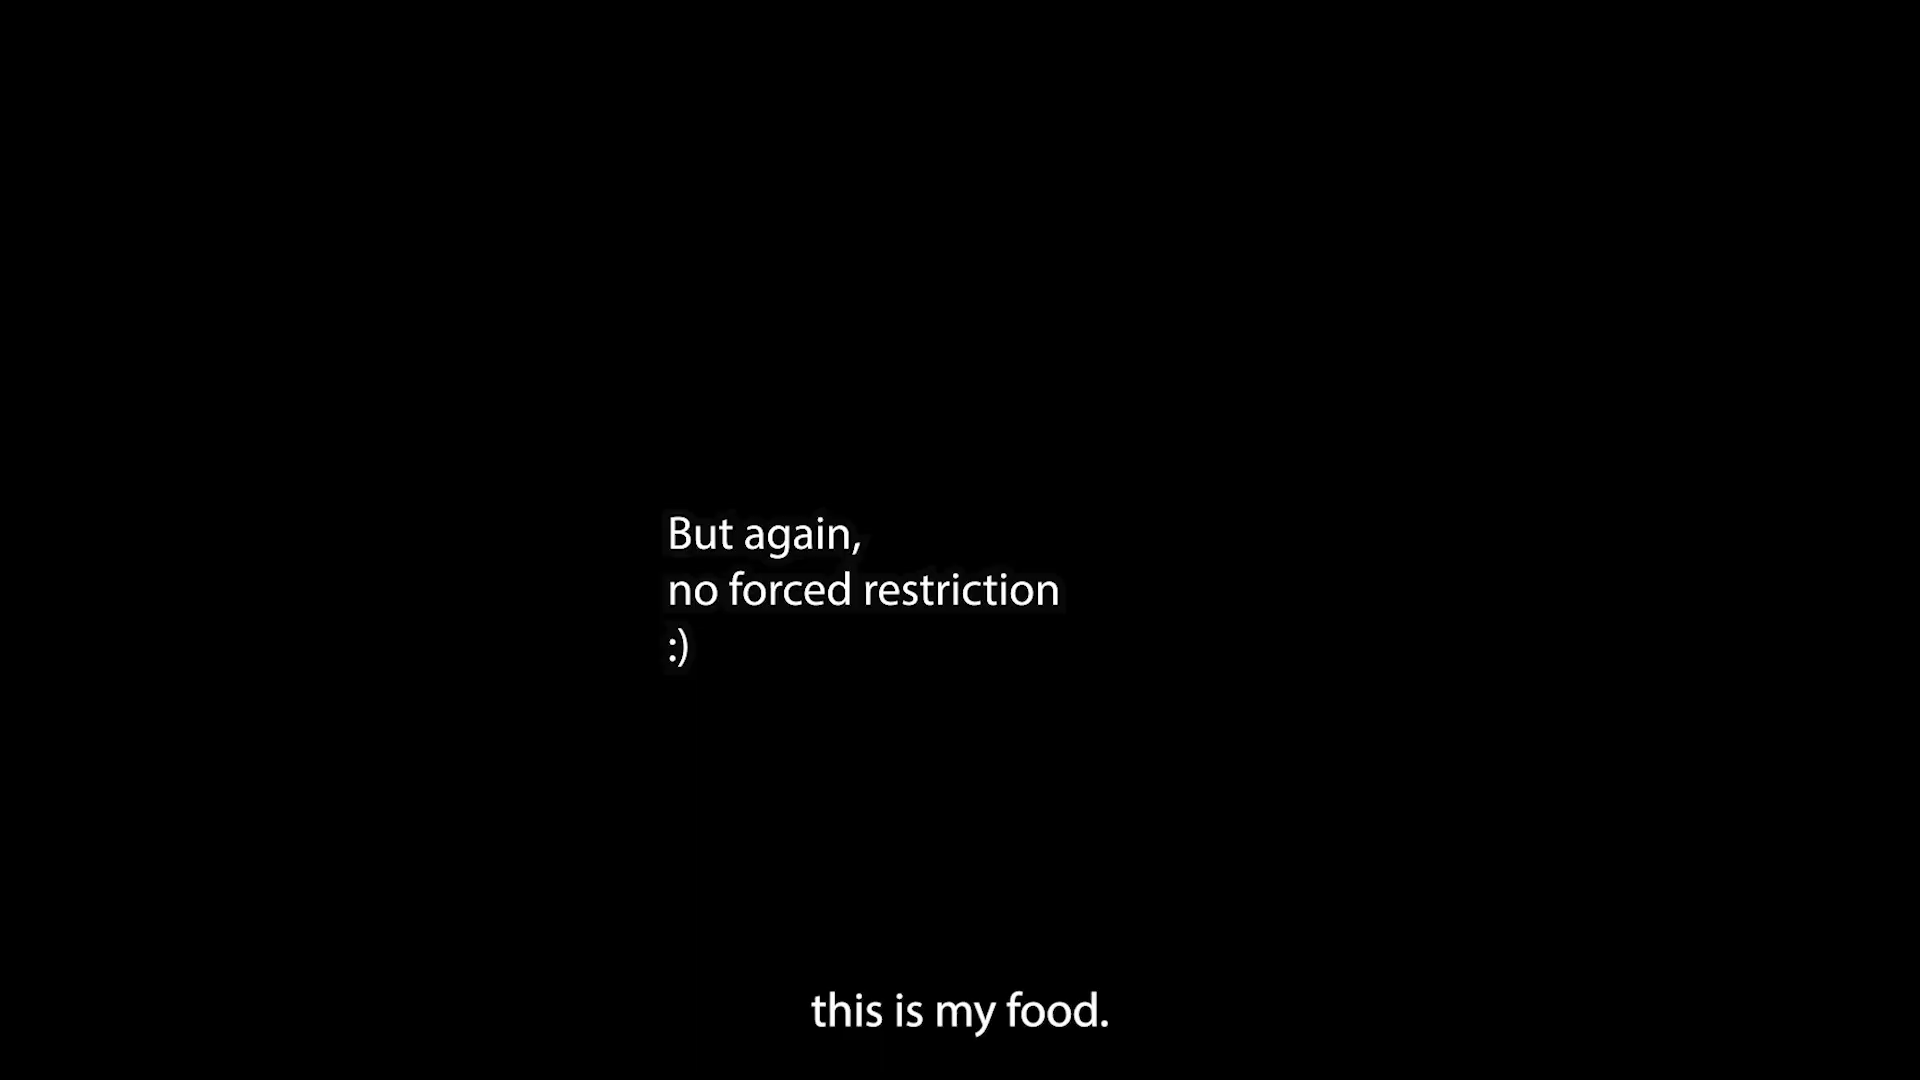 But again,
no forced restriction
:)
this is my food.